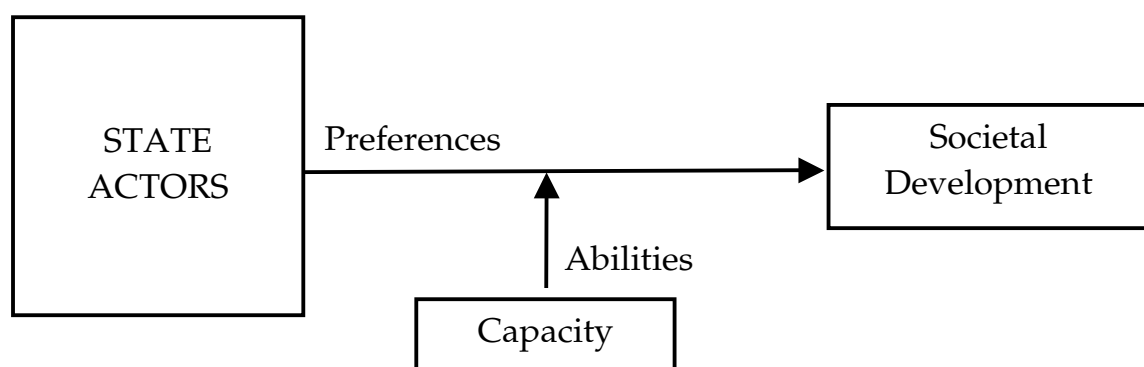 STATE
ACTORS
Preferences
Societal
Development
Abilities
Capacity